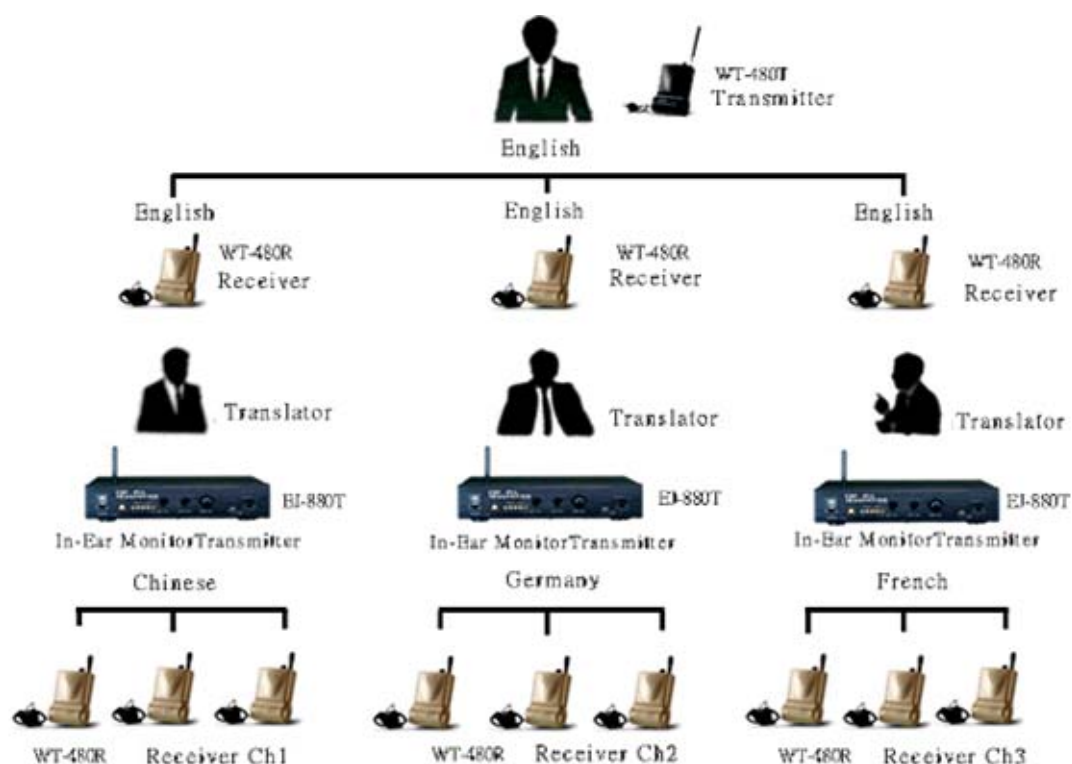 WT-480T
Transmitter
English
English
English
English
WT-480R
Receiver
WT-480R
Receiver
WT-480R
Receiver
Translator
Translator
Translator
EJ-880T
EJ-880T
EJ-880T
In-Ear MonitorTransmitter
In-Ear MonitorTransmitter
In-Ear MonitorTransmitter
Chinese
Germany
French
WT-480R Receiver Ch1
WT-480R Receiver Ch2
WT-480R Receiver Ch3